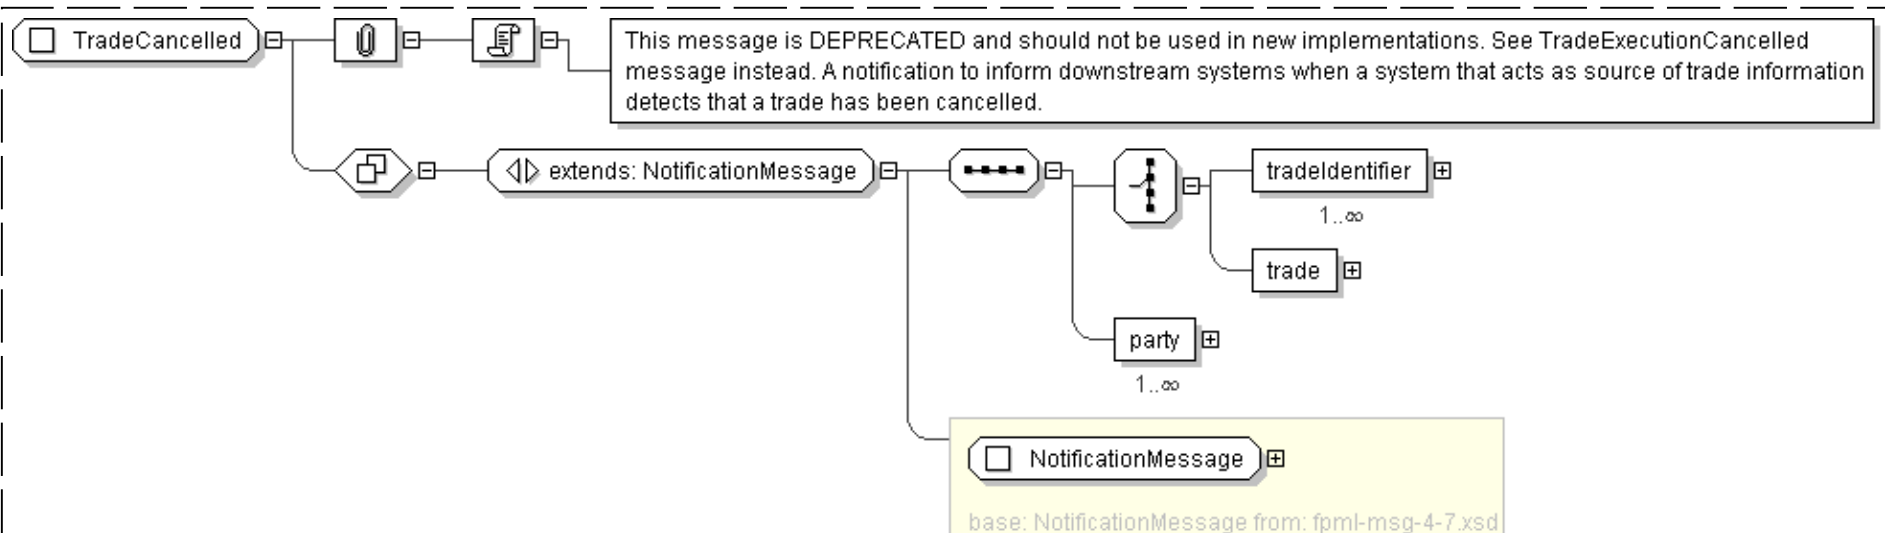 TradeCancelled
This message is DEPRECATED and should not be used in new implementations. See TradeExecutionCancelled
message instead. A notification to inform downstream systems when a system that acts as source of trade information
detects that a trade has been cancelled.
extends: NotificationMessage
tradeIdentifier
1..∞
trade
party
1..∞
NotificationMessage
base: NotificationMessage from: fpml-msg-4-7.xsd